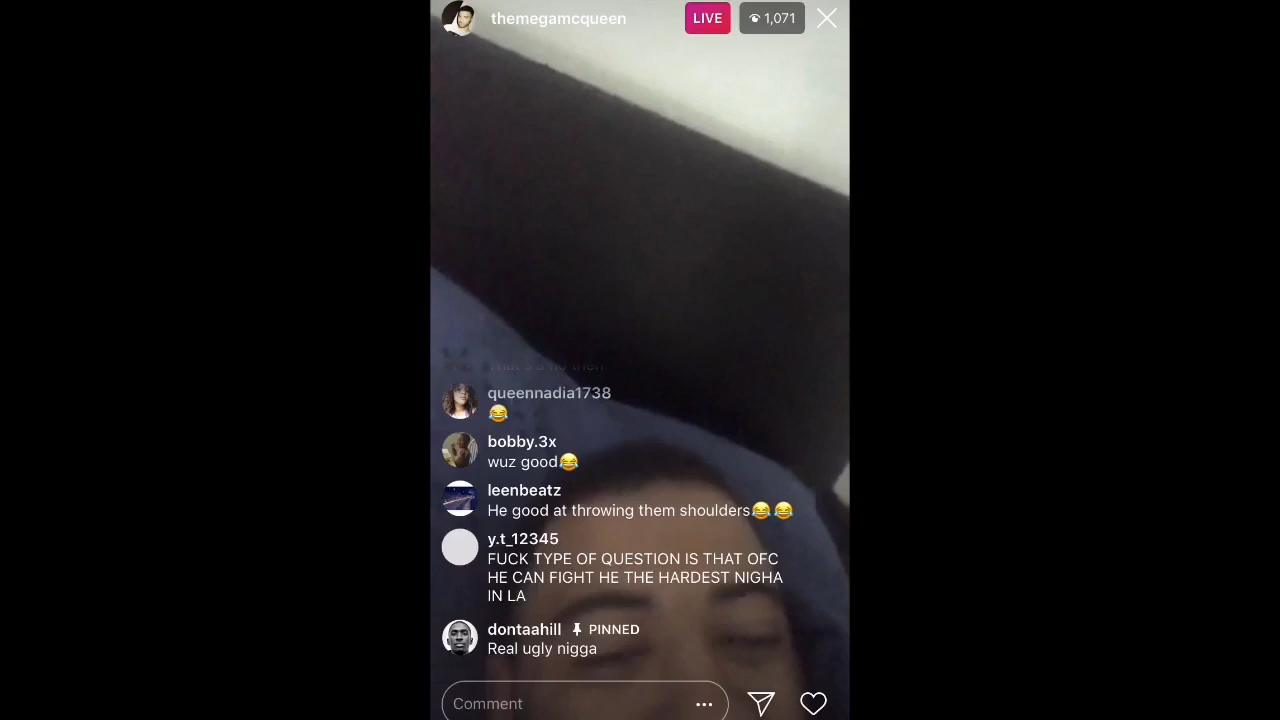 themegamcqueen
LIVE
1,071
queennadia1738
😂
bobby.3x
wuz good😂
leenbeatz
He good at throwing them shoulders😂😂
y.t_12345
FUCK TYPE OF QUESTION IS THAT OFC
HE CAN FIGHT HE THE HARDEST NIGHA
IN LA
dontaahill PINNED
Real ugly nigga
Comment